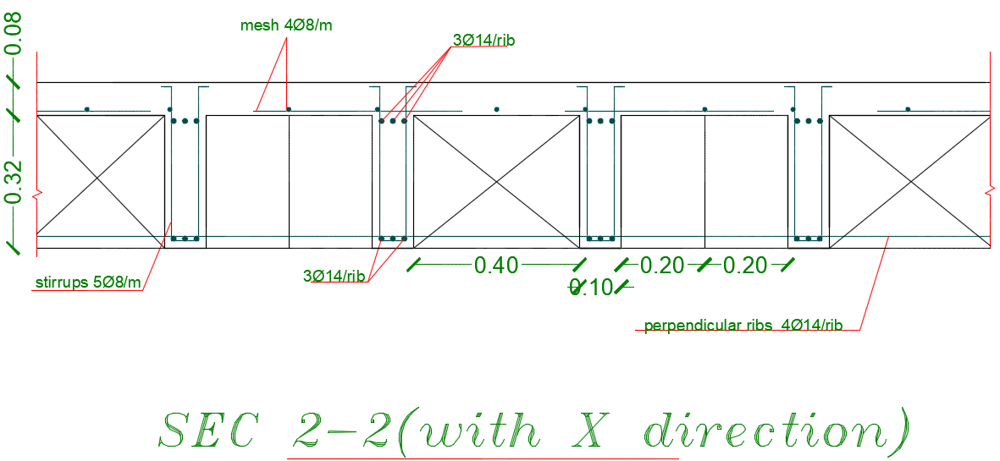 0.08
mesh 4Ø8/m
3Ø14/rib
0.32
stirrups 5Ø8/m
3Ø14/rib
0.40
0.20
0.20
0.10
perpendicular ribs 4Ø14/rib
SEC 2-2(with X direction)